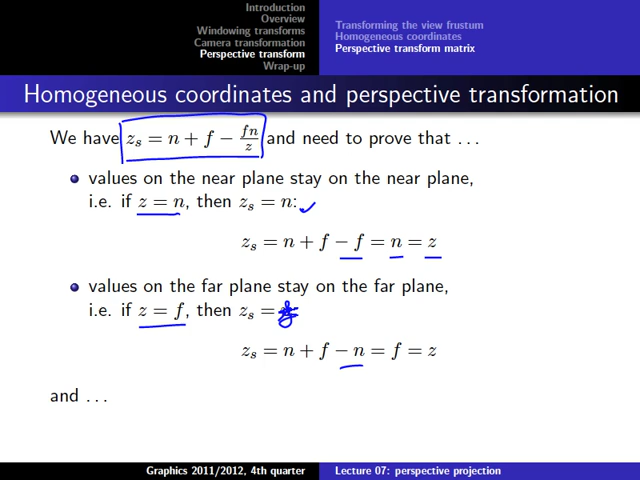 Introduction
Overview
Windowing transforms
Camera transformation
Perspective transform
Wrap-up
Transforming the view frustum
Homogeneous coordinates
Perspective transform matrix
Homogeneous coordinates and perspective transformation
We have z_s = n + f − fn/z and need to prove that . . .
values on the near plane stay on the near plane,
i.e. if z = n, then z_s = n:
z_s = n + f − f = n = z
values on the far plane stay on the far plane,
i.e. if z = f, then z_s = f
z_s = n + f − n = f = z
and . . .
Graphics 2011/2012, 4th quarter
Lecture 07: perspective projection